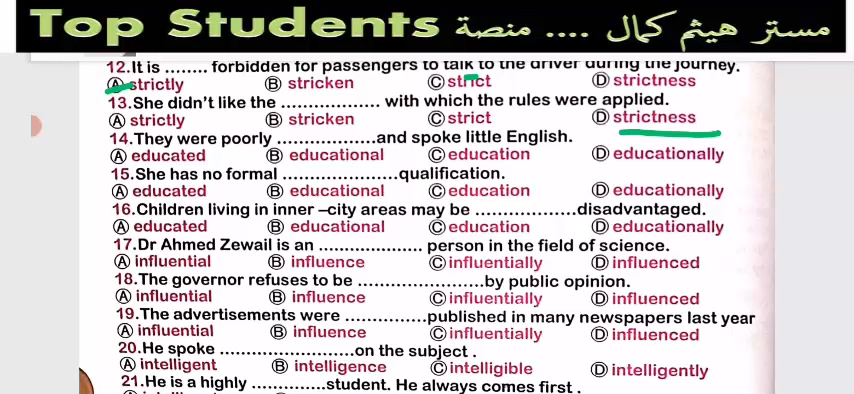 Top Students مستر هيثم كمال .... منصة
12.It is ........ forbidden for passengers to talk to the driver during the journey.
Ⓐ strictly Ⓑ stricken Ⓒ strict Ⓓ strictness
13.She didn't like the .................. with which the rules were applied.
Ⓐ strictly Ⓑ stricken Ⓒ strict Ⓓ strictness
14.They were poorly ..................and spoke little English.
Ⓐ educated Ⓑ educational Ⓒ education Ⓓ educationally
15.She has no formal .....................qualification.
Ⓐ educated Ⓑ educational Ⓒ education Ⓓ educationally
16.Children living in inner –city areas may be ..................disadvantaged.
Ⓐ educated Ⓑ educational Ⓒ education Ⓓ educationally
17.Dr Ahmed Zewail is an ................... person in the field of science.
Ⓐ influential Ⓑ influence Ⓒ influentially Ⓓ influenced
18.The governor refuses to be .......................by public opinion.
Ⓐ influential Ⓑ influence Ⓒ influentially Ⓓ influenced
19.The advertisements were ...............published in many newspapers last year
Ⓐ influential Ⓑ influence Ⓒ influentially Ⓓ influenced
20.He spoke .........................on the subject .
Ⓐ intelligent Ⓑ intelligence Ⓒ intelligible Ⓓ intelligently
21.He is a highly .............student. He always comes first .